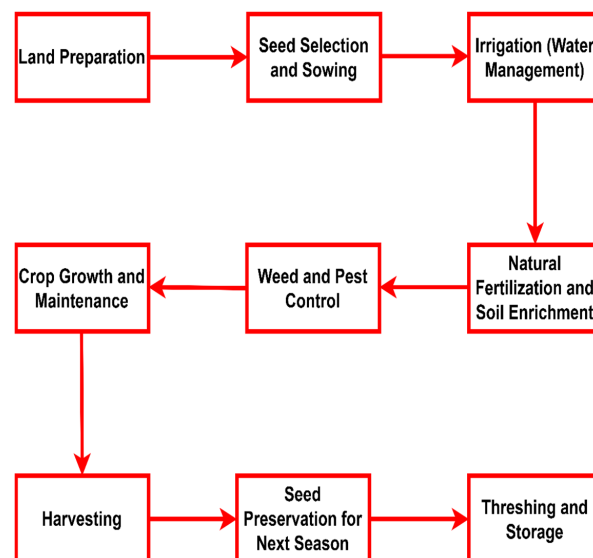 Land Preparation
Seed Selection
and Sowing
Irrigation (Water
Management)
Natural
Fertilization and
Soil Enrichment
Weed and Pest
Control
Crop Growth and
Maintenance
Harvesting
Seed
Preservation for
Next Season
Threshing and
Storage